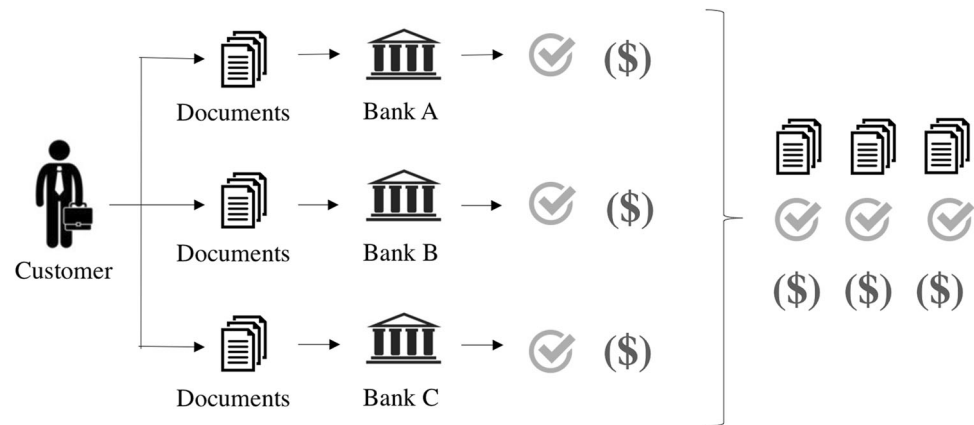 ($)
Documents
Bank A
($)
Customer
Documents
Bank B
($)
Documents
Bank C
($) ($) ($)